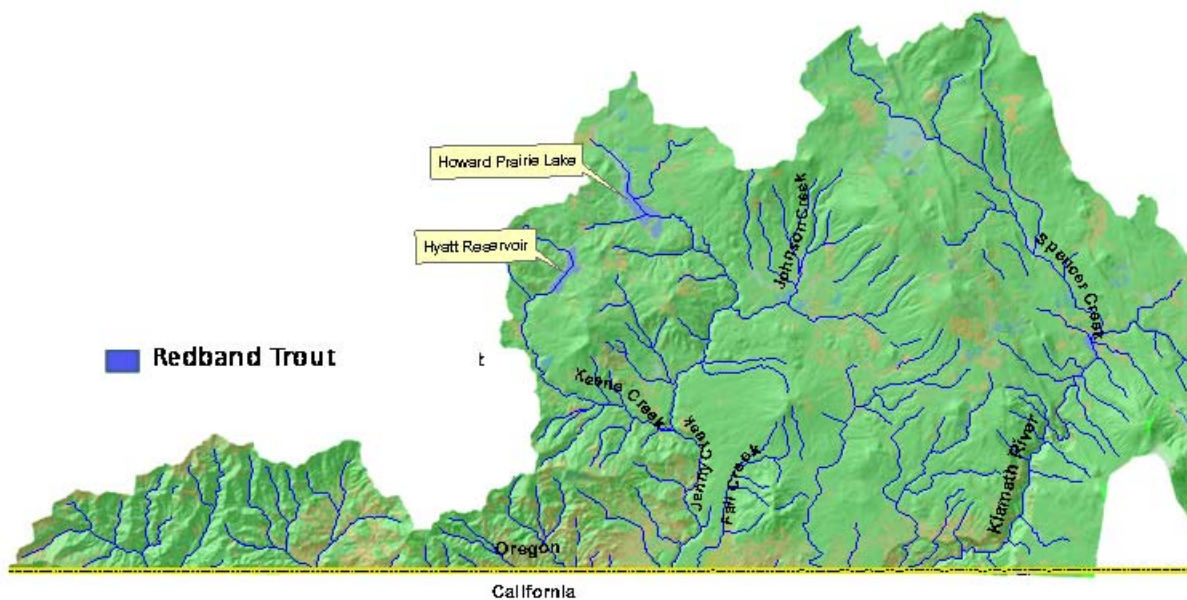 Howard Prairie Lake
Johnson Creek
Hyatt Reservoir
Spencer Creek
Redband Trout
t
Keene Creek
Jenny Creek
Fall Creek
Klamath River
Oregon
California